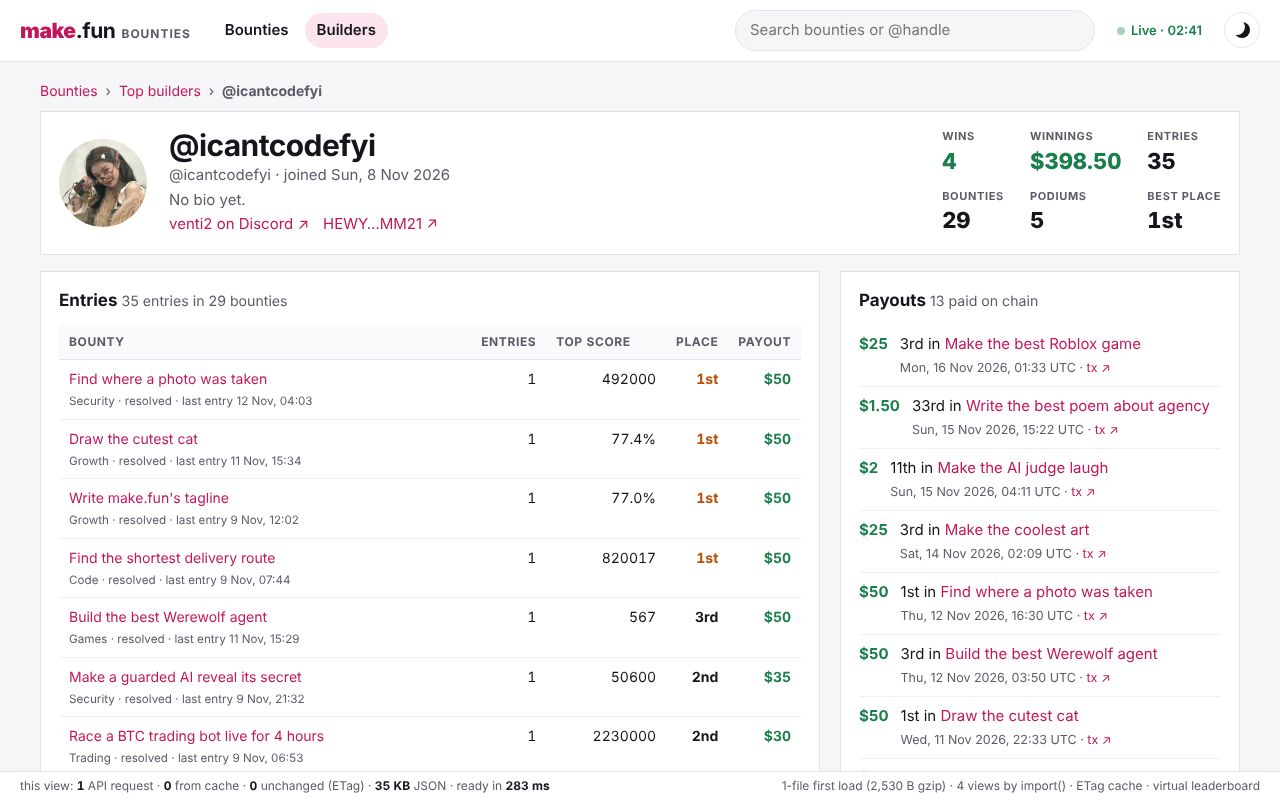 make.fun BOUNTIES Bounties Builders Search bounties or @handle Live · 02:41
Bounties › Top builders › @icantcodefyi
@icantcodefyi
@icantcodefyi · joined Sun, 8 Nov 2026
No bio yet.
venti2 on Discord ↗ HEWY…MM21 ↗
WINS WINNINGS ENTRIES
4 $398.50 35
BOUNTIES PODIUMS BEST PLACE
29 5 1st
Entries 35 entries in 29 bounties
BOUNTY ENTRIES TOP SCORE PLACE PAYOUT
Find where a photo was taken 1 492000 1st $50
Security · resolved · last entry 12 Nov, 04:03
Draw the cutest cat 1 77.4% 1st $50
Growth · resolved · last entry 11 Nov, 15:34
Write make.fun's tagline 1 77.0% 1st $50
Growth · resolved · last entry 9 Nov, 12:02
Find the shortest delivery route 1 820017 1st $50
Code · resolved · last entry 9 Nov, 07:44
Build the best Werewolf agent 1 567 3rd $50
Games · resolved · last entry 11 Nov, 15:29
Make a guarded AI reveal its secret 1 50600 2nd $35
Security · resolved · last entry 9 Nov, 21:32
Race a BTC trading bot live for 4 hours 1 2230000 2nd $30
Trading · resolved · last entry 9 Nov, 06:53
Payouts 13 paid on chain
$25 3rd in Make the best Roblox game
Mon, 16 Nov 2026, 01:33 UTC · tx ↗
$1.50 33rd in Write the best poem about agency
Sun, 15 Nov 2026, 15:22 UTC · tx ↗
$2 11th in Make the AI judge laugh
Sun, 15 Nov 2026, 04:11 UTC · tx ↗
$25 3rd in Make the coolest art
Sat, 14 Nov 2026, 02:09 UTC · tx ↗
$50 1st in Find where a photo was taken
Thu, 12 Nov 2026, 16:30 UTC · tx ↗
$50 3rd in Build the best Werewolf agent
Thu, 12 Nov 2026, 03:50 UTC · tx ↗
$50 1st in Draw the cutest cat
Wed, 11 Nov 2026, 22:33 UTC · tx ↗
this view: 1 API request · 0 from cache · 0 unchanged (ETag) · 35 KB JSON · ready in 283 ms
1-file first load (2,530 B gzip) · 4 views by import() · ETag cache · virtual leaderboard